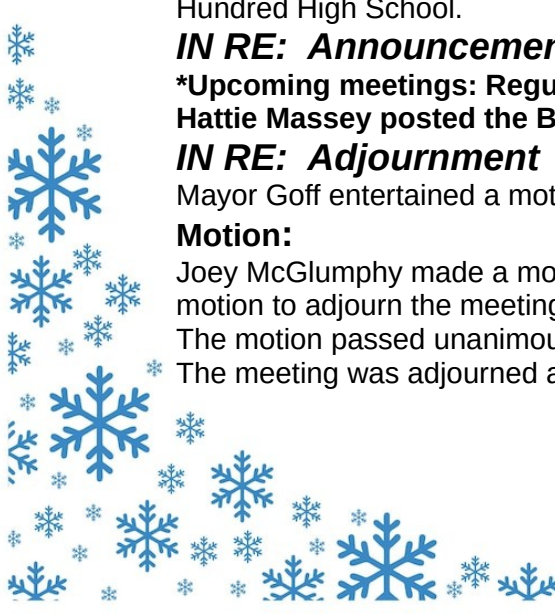 Hundred High School.
IN RE: Announcemen
*Upcoming meetings: Regu
Hattie Massey posted the B
IN RE: Adjournment
Mayor Goff entertained a mot
Motion:
Joey McGlumphy made a mo
motion to adjourn the meeting
The motion passed unanimou
The meeting was adjourned a